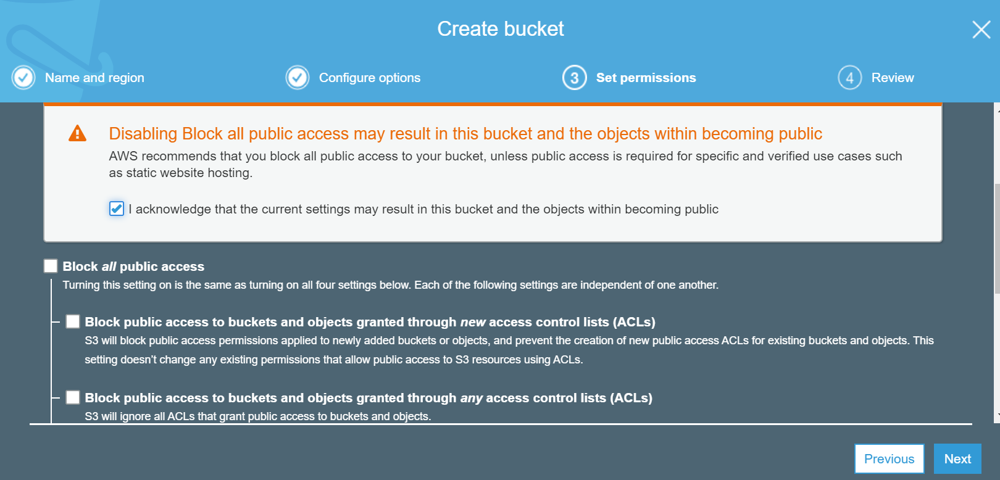 Create bucket
Name and region
Configure options
3 Set permissions
4 Review
Disabling Block all public access may result in this bucket and the objects within becoming public
AWS recommends that you block all public access to your bucket, unless public access is required for specific and verified use cases such
as static website hosting.
I acknowledge that the current settings may result in this bucket and the objects within becoming public
Block all public access
Turning this setting on is the same as turning on all four settings below. Each of the following settings are independent of one another.
Block public access to buckets and objects granted through new access control lists (ACLs)
S3 will block public access permissions applied to newly added buckets or objects, and prevent the creation of new public access ACLs for existing buckets and objects. This
setting doesn’t change any existing permissions that allow public access to S3 resources using ACLs.
Block public access to buckets and objects granted through any access control lists (ACLs)
S3 will ignore all ACLs that grant public access to buckets and objects.
Previous
Next